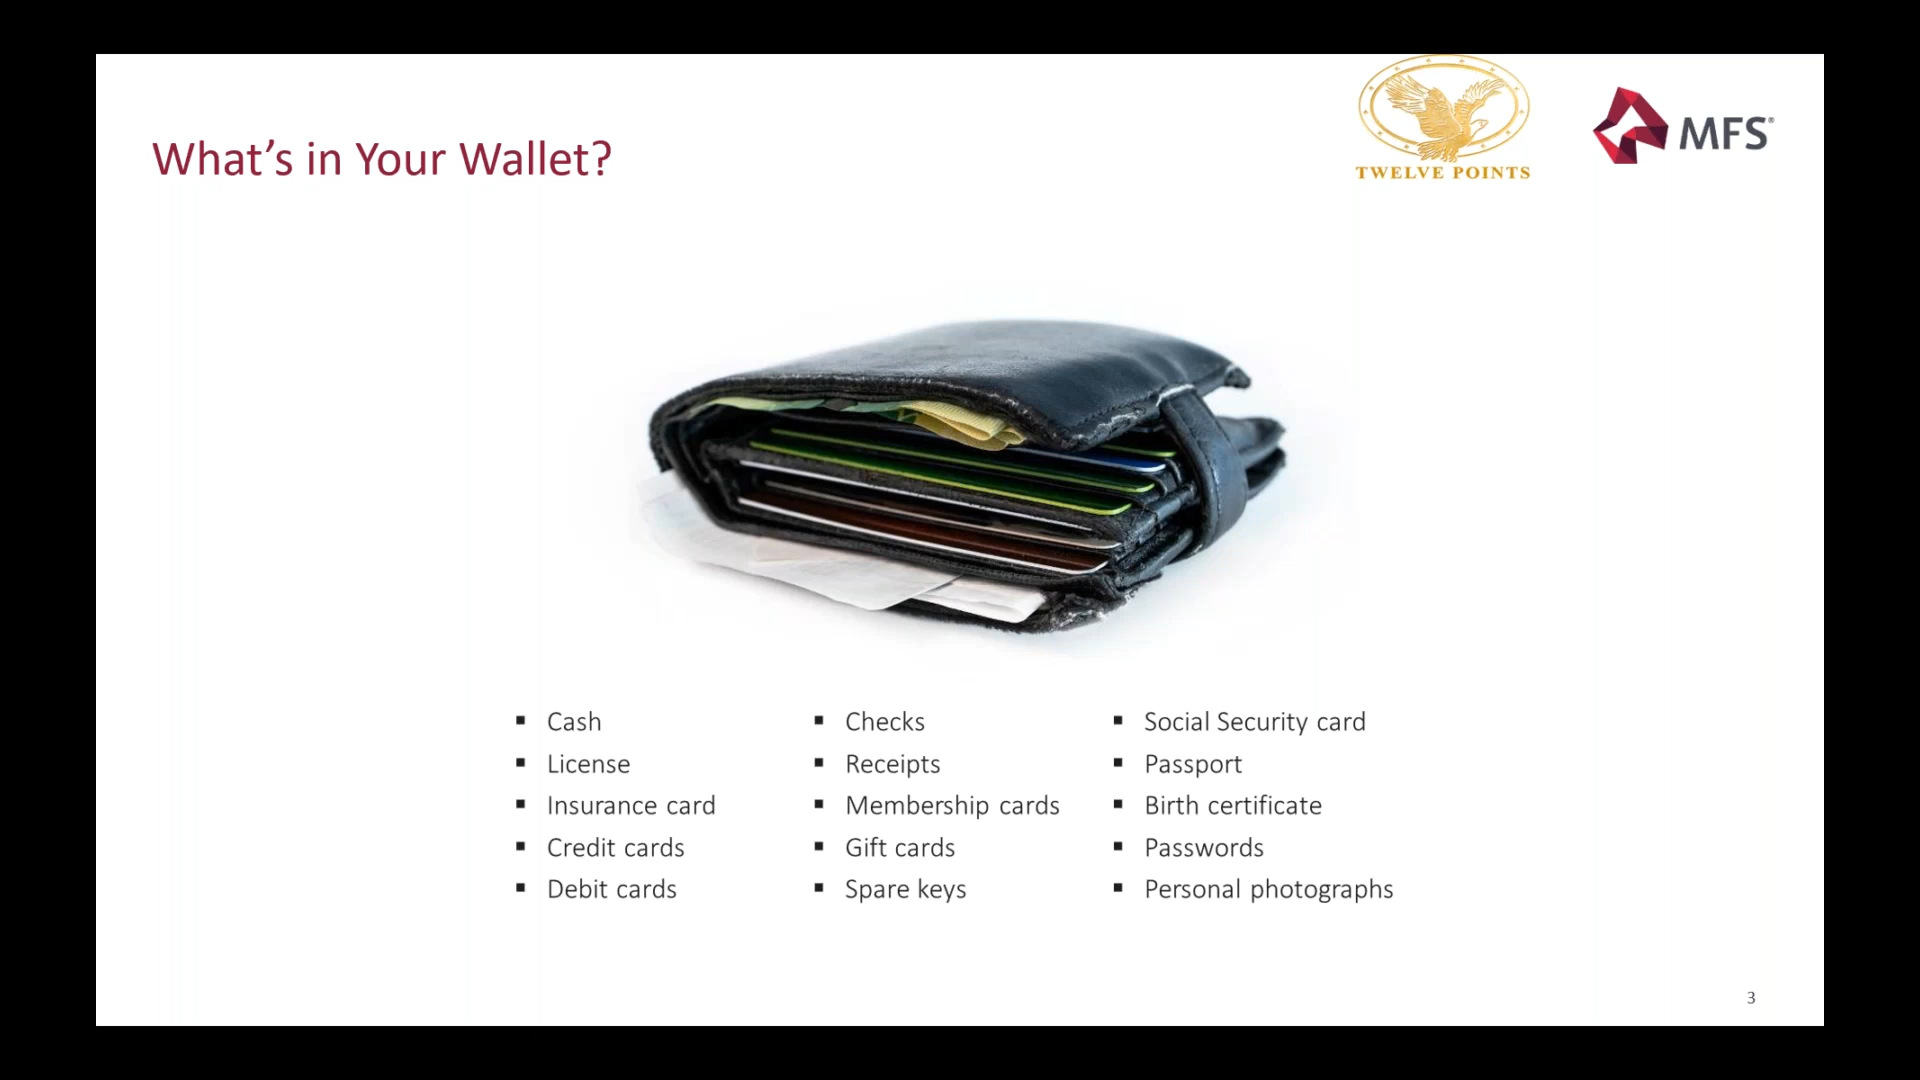 What's in Your Wallet?
TWELVE POINTS
MFS®
▪ Cash
▪ License
▪ Insurance card
▪ Credit cards
▪ Debit cards
▪ Checks
▪ Receipts
▪ Membership cards
▪ Gift cards
▪ Spare keys
▪ Social Security card
▪ Passport
▪ Birth certificate
▪ Passwords
▪ Personal photographs
3